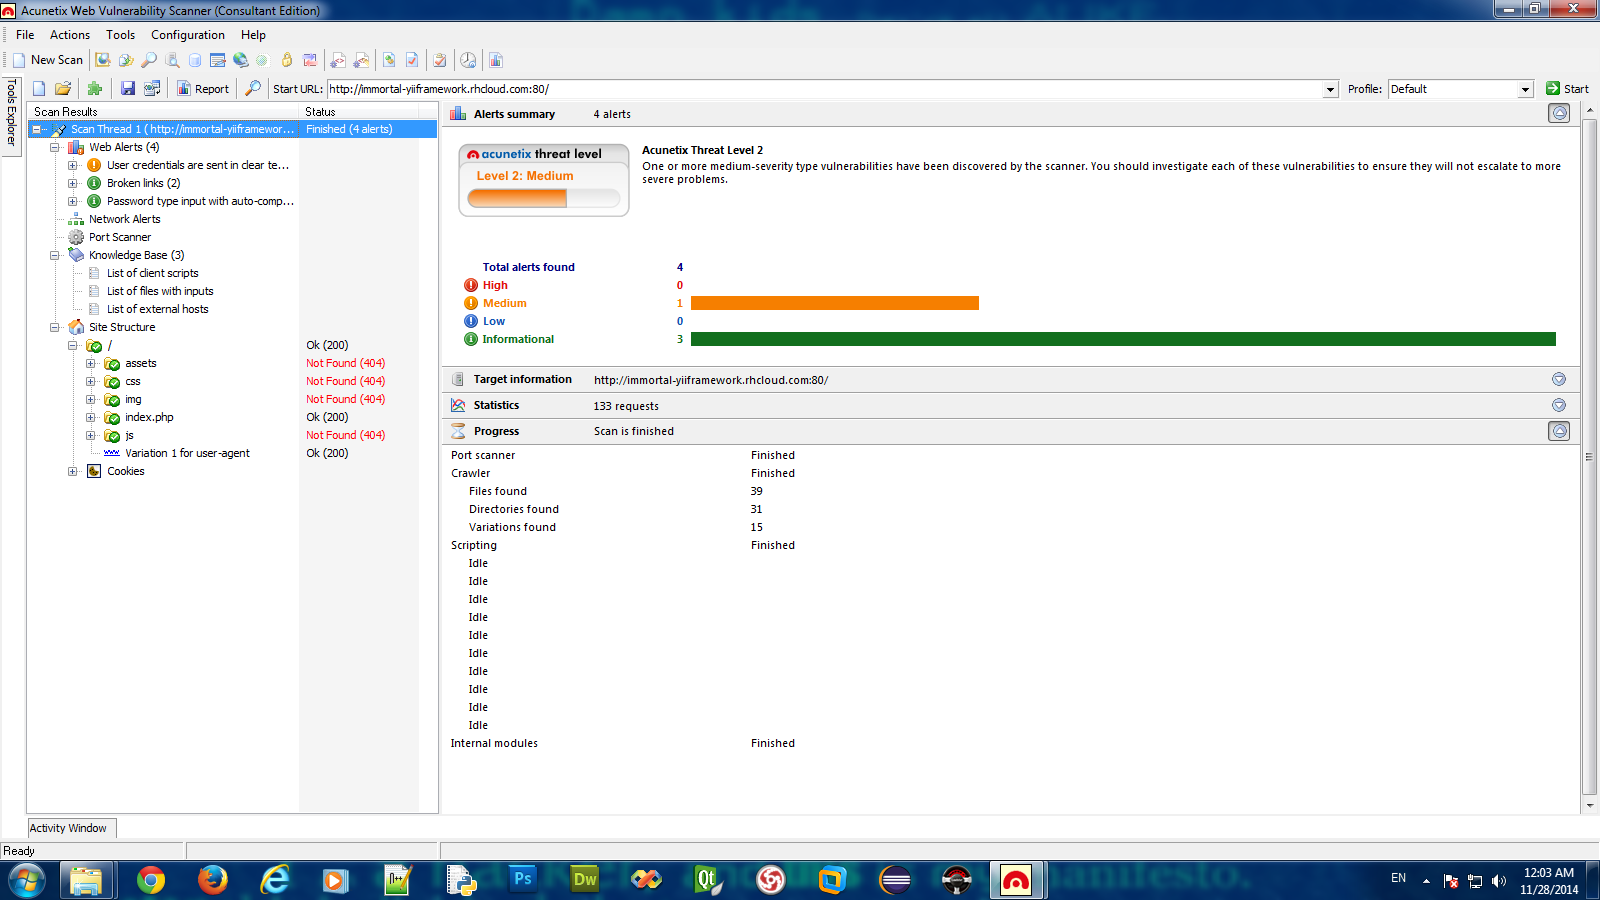 Acunetix Web Vulnerability Scanner (Consultant Edition)
File Actions Tools Configuration Help
New Scan
Report Start URL: http://immortal-yiiframework.rhcloud.com:80/ Profile: Default Start
Tools Explorer
Scan Results Status
Scan Thread 1 ( http://immortal-yiiframewor... Finished (4 alerts)
Web Alerts (4)
User credentials are sent in clear te...
Broken links (2)
Password type input with auto-comp...
Network Alerts
Port Scanner
Knowledge Base (3)
List of client scripts
List of files with inputs
List of external hosts
Site Structure
/ Ok (200)
assets Not Found (404)
css Not Found (404)
img Not Found (404)
index.php Ok (200)
js Not Found (404)
Variation 1 for user-agent Ok (200)
Cookies
Alerts summary 4 alerts
acunetix threat level
Level 2: Medium
Acunetix Threat Level 2
One or more medium-severity type vulnerabilities have been discovered by the scanner. You should investigate each of these vulnerabilities to ensure they will not escalate to more
severe problems.
Total alerts found 4
High 0
Medium 1
Low 0
Informational 3
Target information http://immortal-yiiframework.rhcloud.com:80/
Statistics 133 requests
Progress Scan is finished
Port scanner Finished
Crawler Finished
Files found 39
Directories found 31
Variations found 15
Scripting Finished
Idle
Idle
Idle
Idle
Idle
Idle
Idle
Idle
Idle
Idle
Internal modules Finished
Activity Window
Ready
Ps
Dw
Qt
EN
12:03 AM
11/28/2014